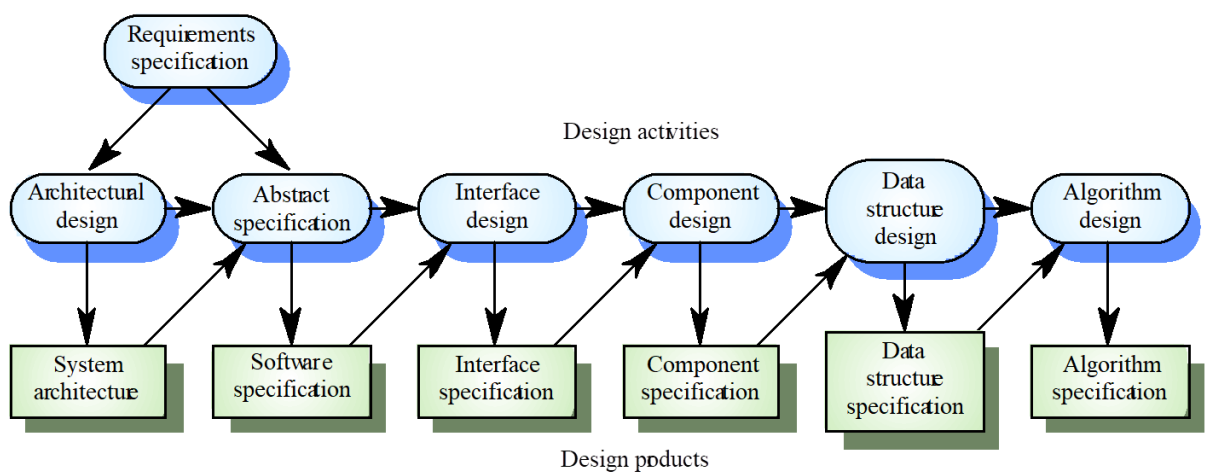 Requirements
specification
Design activities
Architectural
design
Abstract
specification
Interface
design
Component
design
Data
structure
design
Algorithm
design
System
architecture
Software
specification
Interface
specification
Component
specification
Data
structure
specification
Algorithm
specification
Design products